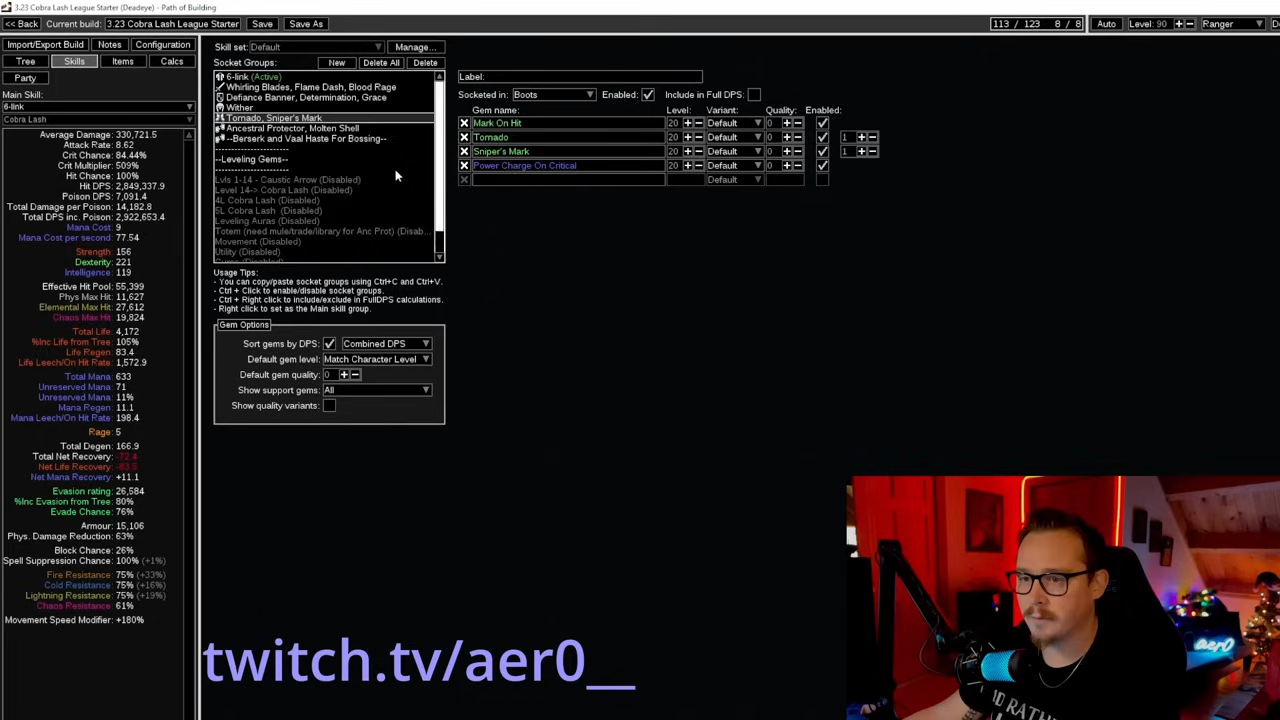 3.23 Cobra Lash League Starter (Deadeye) - Path of Building
<< Back Current build: 3.23 Cobra Lash League Starter Save Save As 113 / 123 8 / 8 Auto Level: 90 Ranger
Import/Export Build Notes Configuration
Tree Skills Items Calcs
Party
Main Skill:
6-link
Cobra Lash
Average Damage: 330,721.5
Attack Rate: 8.62
Crit Chance: 84.44%
Crit Multiplier: 509%
Hit Chance: 100%
Hit DPS: 2,849,337.9
Poison DPS: 7,091.4
Total Damage per Poison: 14,182.8
Total DPS inc. Poison: 2,922,653.4
Mana Cost: 9
Mana Cost per second: 77.54
Strength: 156
Dexterity: 221
Intelligence: 119
Effective Hit Pool: 55,399
Phys Max Hit: 11,627
Elemental Max Hit: 27,612
Chaos Max Hit: 19,824
Total Life: 4,172
%Inc Life from Tree: 105%
Life Regen: 83.4
Life Leech/On Hit Rate: 1,572.9
Total Mana: 633
Unreserved Mana: 71
Unreserved Mana: 11%
Mana Regen: 11.1
Mana Leech/On Hit Rate: 198.4
Rage: 5
Total Degen: 166.9
Total Net Recovery: -72.4
Net Life Recovery: -83.5
Net Mana Recovery: +11.1
Evasion rating: 26,584
%Inc Evasion from Tree: 80%
Evade Chance: 76%
Armour: 15,106
Phys. Damage Reduction: 63%
Block Chance: 26%
Spell Suppression Chance: 100% (+1%)
Fire Resistance: 75% (+33%)
Cold Resistance: 75% (+16%)
Lightning Resistance: 75% (+19%)
Chaos Resistance: 61%
Movement Speed Modifier: +180%
Skill set: Default Manage...
Socket Groups: New Delete All Delete
6-link (Active)
Whirling Blades, Flame Dash, Blood Rage
Defiance Banner, Determination, Grace
Wither
Tornado, Sniper's Mark
Ancestral Protector, Molten Shell
--Berserk and Vaal Haste For Bossing--
--Leveling Gems--
Lvls 1-14 - Caustic Arrow (Disabled)
Level 14-> Cobra Lash (Disabled)
4L Cobra Lash (Disabled)
5L Cobra Lash (Disabled)
Leveling Auras (Disabled)
Totem (need mule/trade/library for Anc Prot) (Disab...
Movement (Disabled)
Utility (Disabled)
Usage Tips:
- You can copy/paste socket groups using Ctrl+C and Ctrl+V.
- Ctrl + Click to enable/disable socket groups.
- Ctrl + Right click to include/exclude in FullDPS calculations.
- Right click to set as the Main skill group.
Gem Options
Sort gems by DPS: Combined DPS
Default gem level: Match Character Level
Default gem quality: 0
Show support gems: All
Show quality variants:
Label:
Socketed in: Boots Enabled: Include in Full DPS:
Gem name: Level: Variant: Quality: Enabled:
Mark On Hit 20 Default 0
Tornado 20 Default 0 1
Sniper's Mark 20 Default 0 1
Power Charge On Critical 20 Default 0
Default
twitch.tv/aer0__
aer0